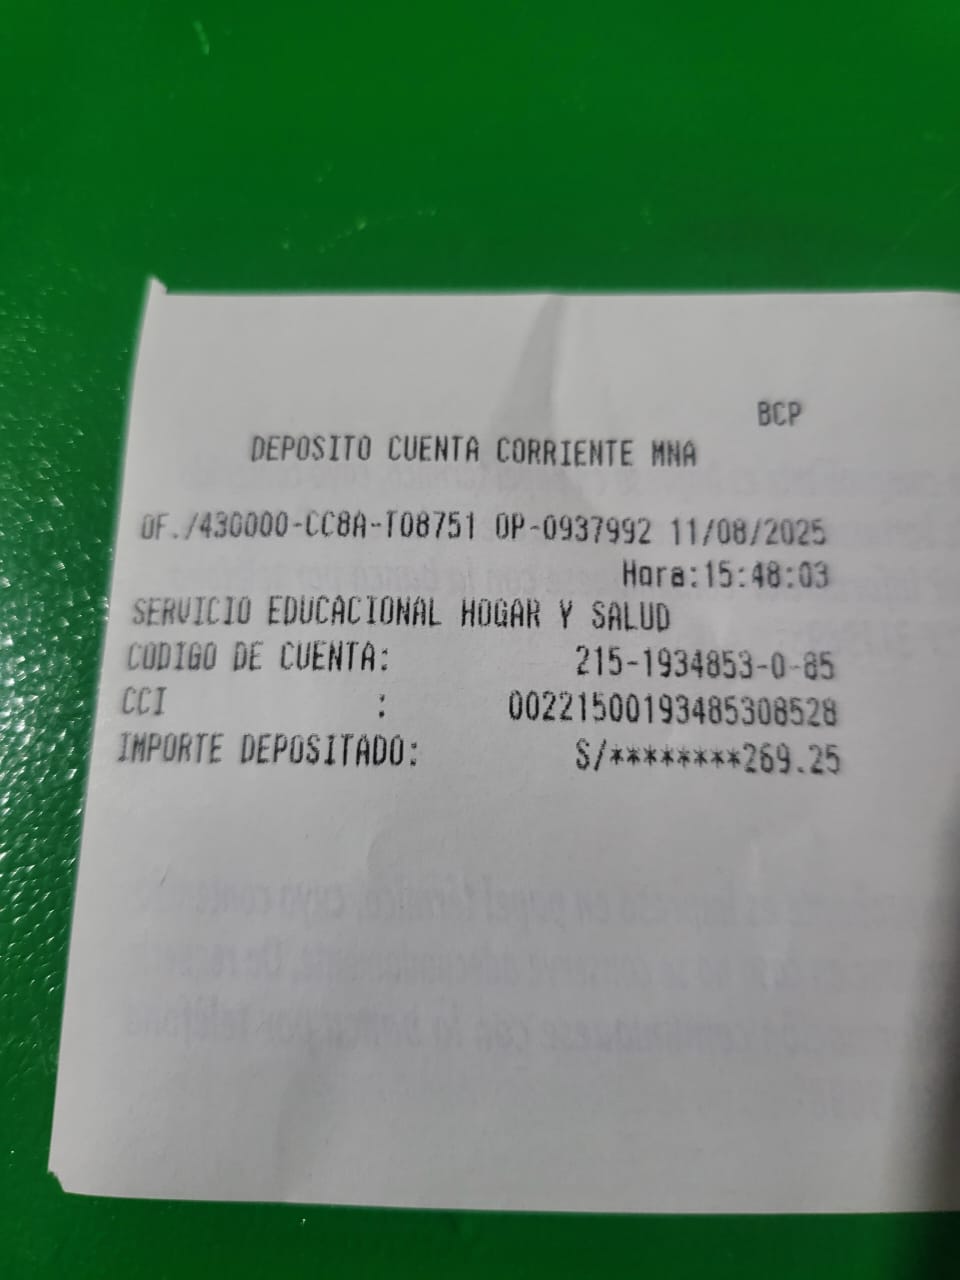 BCP
DEPOSITO CUENTA CORRIENTE MNA
OF./430000-CC8A-T08751 OP-0937992 11/08/2025
Hora:15:48:03
SERVICIO EDUCACIONAL HOGAR Y SALUD
CODIGO DE CUENTA: 215-1934853-0-85
CCI : 00221500193485308528
IMPORTE DEPOSITADO: S/********269.25